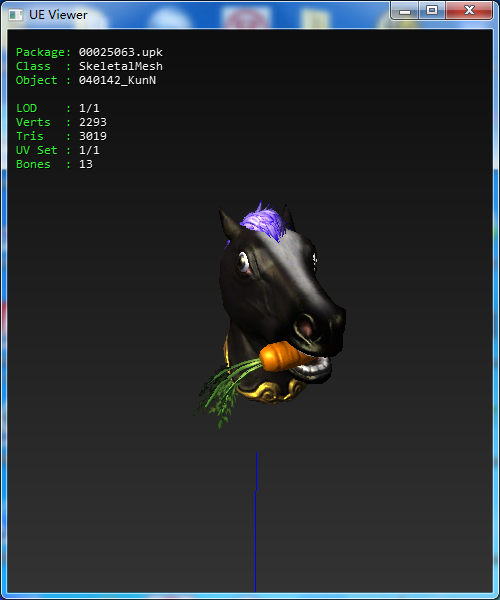 UE Viewer
Package: 00025063.upk
Class : SkeletalMesh
Object : 040142_KunN
LOD : 1/1
Verts : 2293
Tris : 3019
UV Set : 1/1
Bones : 13